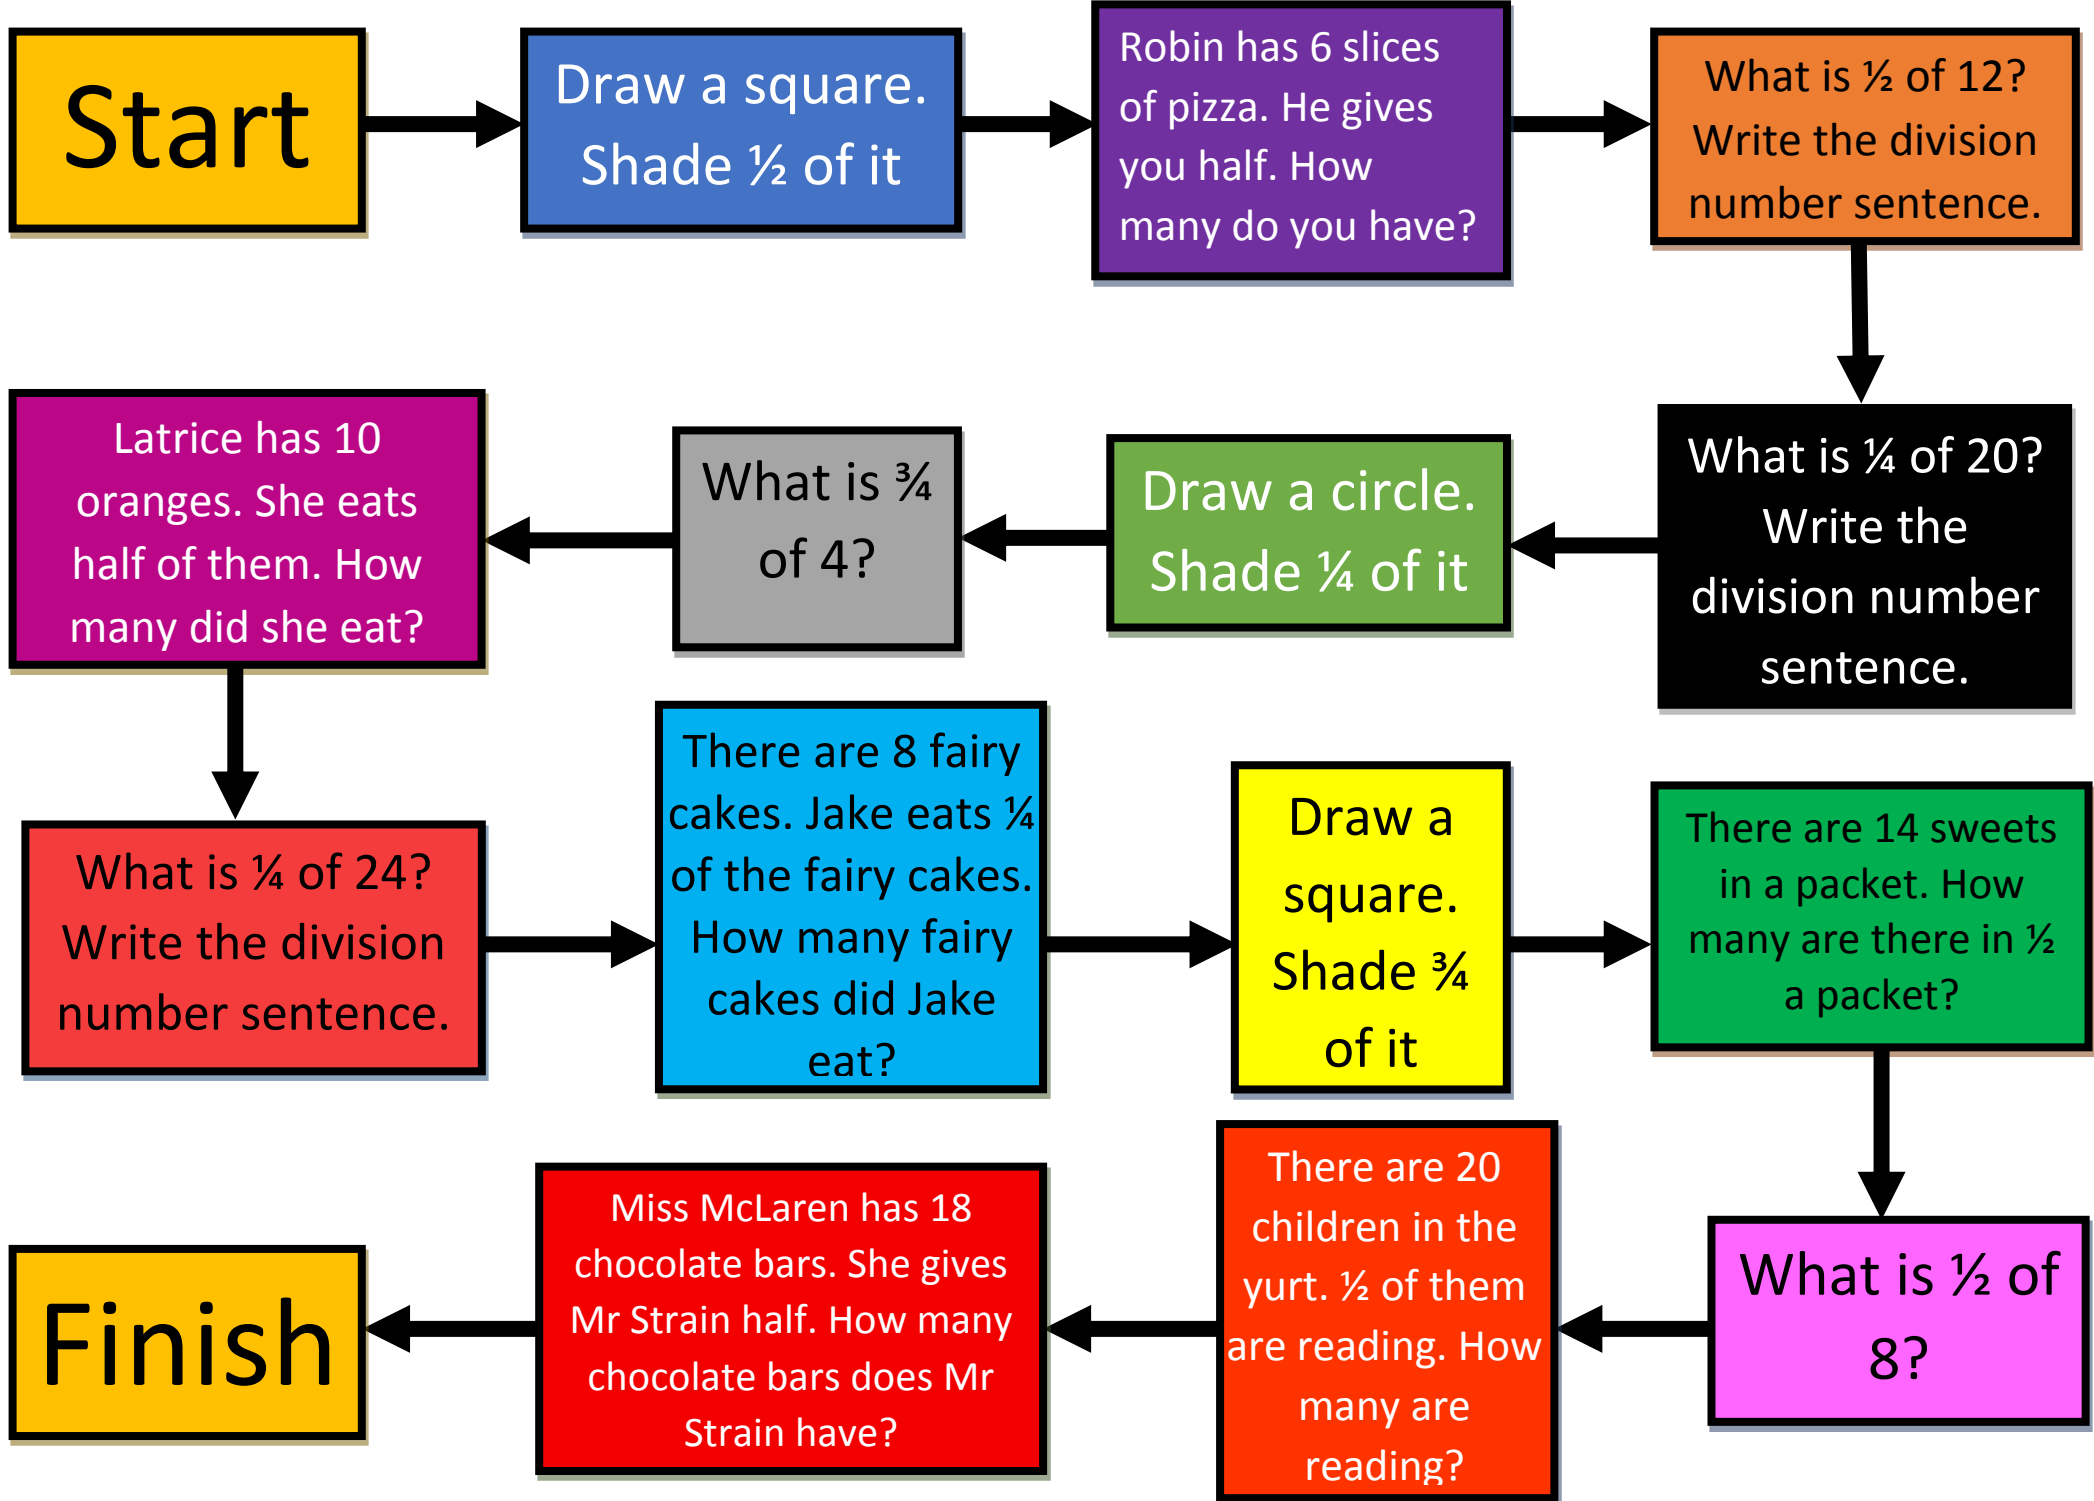 Start
Draw a square.
Shade ½ of it
Robin has 6 slices
of pizza. He gives
you half. How
many do you have?
What is ½ of 12?
Write the division
number sentence.
What is ¼ of 20?
Write the
division number
sentence.
Draw a circle.
Shade ¼ of it
What is ¾
of 4?
Latrice has 10
oranges. She eats
half of them. How
many did she eat?
What is ¼ of 24?
Write the division
number sentence.
There are 8 fairy
cakes. Jake eats ¼
of the fairy cakes.
How many fairy
cakes did Jake
eat?
Draw a
square.
Shade ¾
of it
There are 14 sweets
in a packet. How
many are there in ½
a packet?
What is ½ of
8?
There are 20
children in the
yurt. ½ of them
are reading. How
many are
reading?
Miss McLaren has 18
chocolate bars. She gives
Mr Strain half. How many
chocolate bars does Mr
Strain have?
Finish